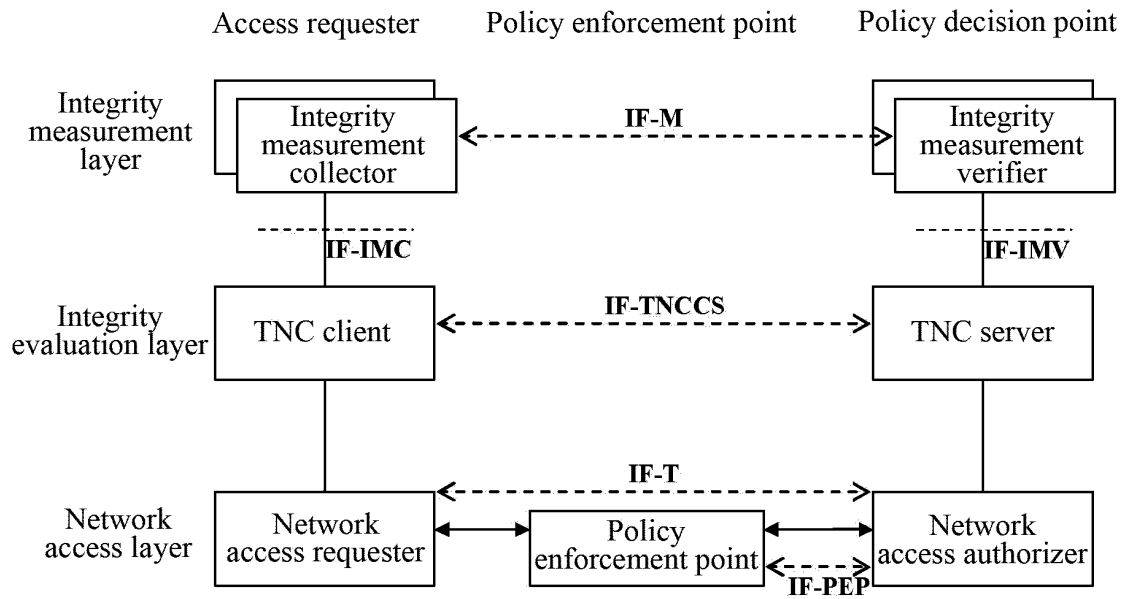 Access requester
Policy enforcement point
Policy decision point
Integrity
measurement
layer
Integrity
measurement
collector
IF-M
Integrity
measurement
verifier
IF-IMC
IF-IMV
Integrity
evaluation layer
TNC client
IF-TNCCS
TNC server
IF-T
Network
access layer
Network
access requester
Policy
enforcement point
Network
access authorizer
IF-PEP